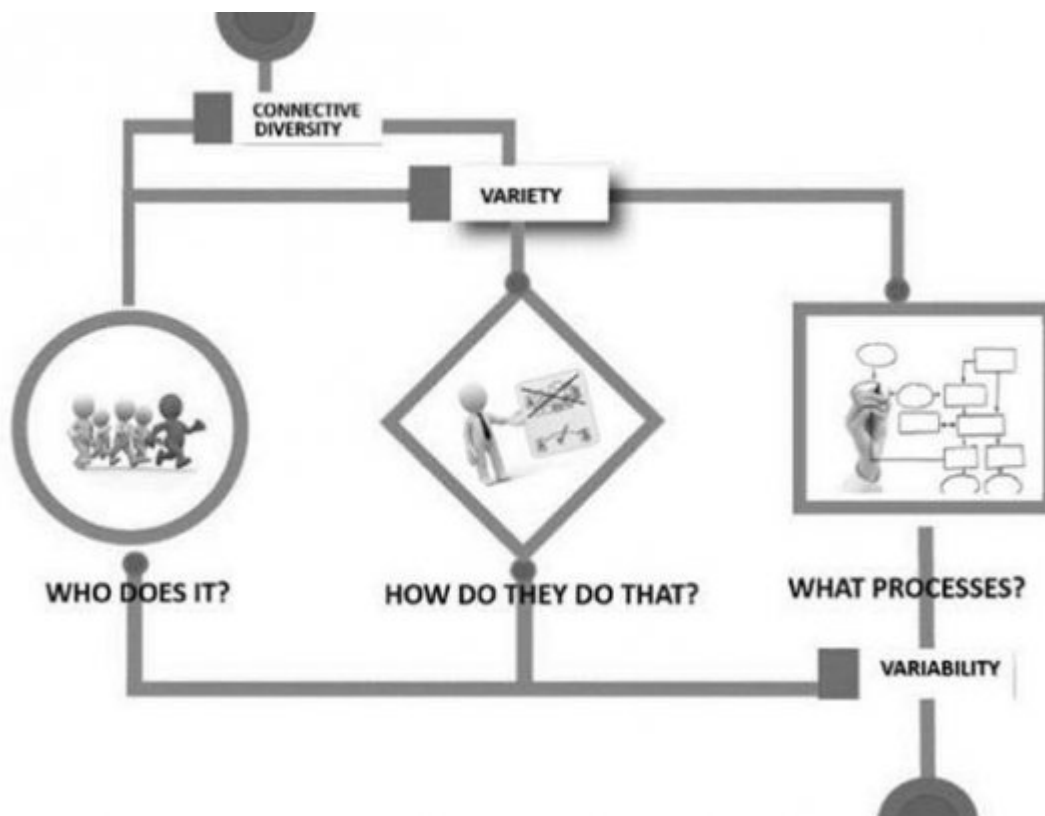 CONNECTIVE
DIVERSITY
VARIETY
WHO DOES IT?
HOW DO THEY DO THAT?
WHAT PROCESSES?
VARIABILITY